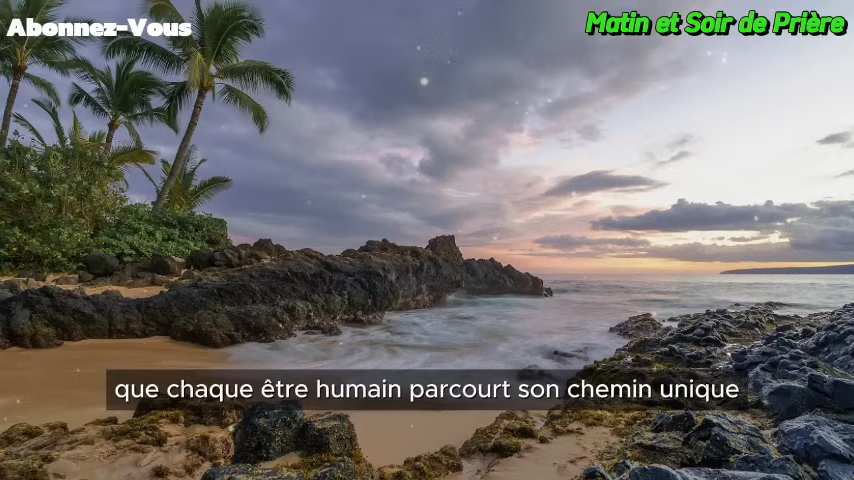 Abonnez-Vous
Matin et Soir de Prière
que chaque être humain parcourt son chemin unique